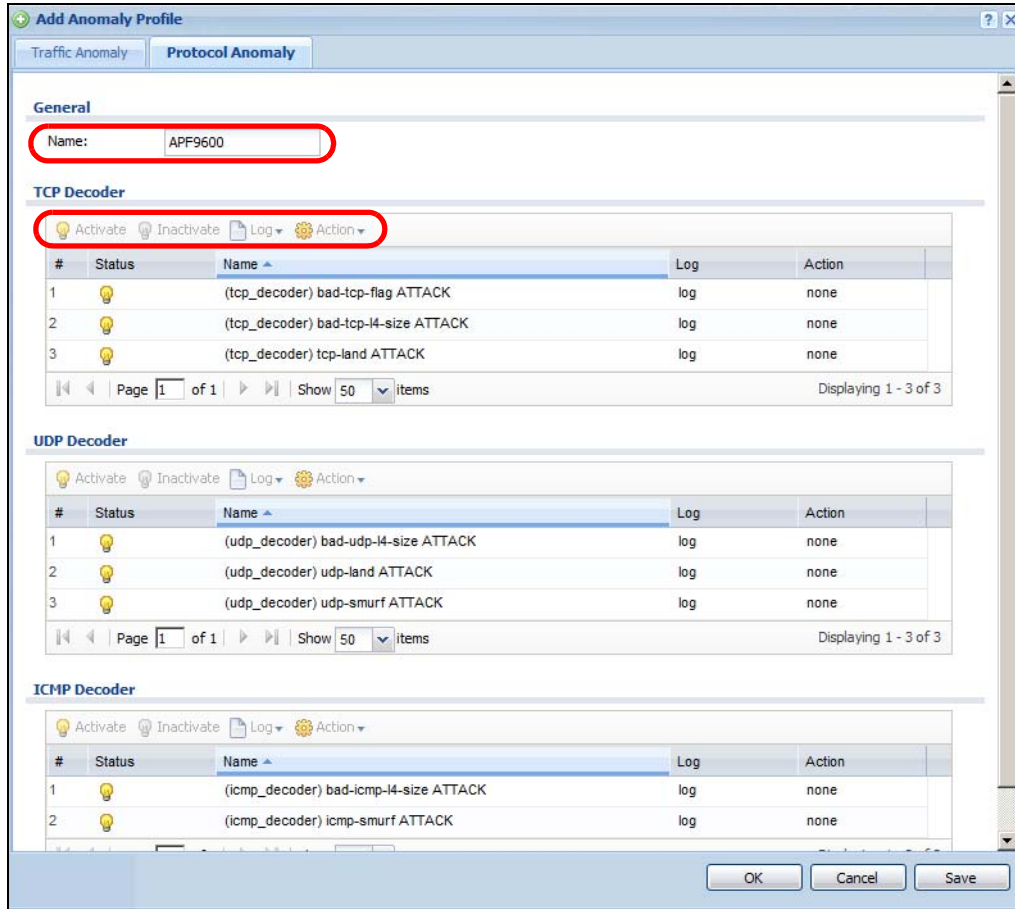 Add Anomaly Profile
? X
Traffic Anomaly Protocol Anomaly
General
Name: APF9600
TCP Decoder
Activate Inactivate Log Action
# Status Name Log Action
1 (tcp_decoder) bad-tcp-flag ATTACK log none
2 (tcp_decoder) bad-tcp-l4-size ATTACK log none
3 (tcp_decoder) tcp-land ATTACK log none
Page 1 of 1 Show 50 items Displaying 1 - 3 of 3
UDP Decoder
Activate Inactivate Log Action
# Status Name Log Action
1 (udp_decoder) bad-udp-l4-size ATTACK log none
2 (udp_decoder) udp-land ATTACK log none
3 (udp_decoder) udp-smurf ATTACK log none
Page 1 of 1 Show 50 items Displaying 1 - 3 of 3
ICMP Decoder
Activate Inactivate Log Action
# Status Name Log Action
1 (icmp_decoder) bad-icmp-l4-size ATTACK log none
2 (icmp_decoder) icmp-smurf ATTACK log none
OK Cancel Save